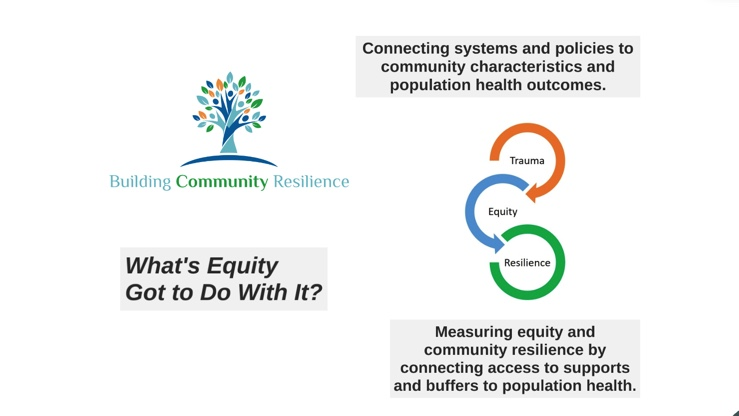 Building Community Resilience
What's Equity
Got to Do With It?
Connecting systems and policies to
community characteristics and
population health outcomes.
Trauma
Equity
Resilience
Measuring equity and
community resilience by
connecting access to supports
and buffers to population health.